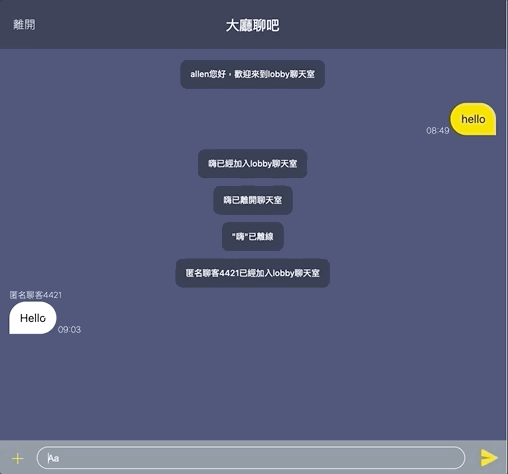 離開
大廳聊吧
allen您好，歡迎來到lobby聊天室
hello
08:49
嗨已經加入lobby聊天室
嗨已離開聊天室
"嗨"已離線
匿名聊客4421已經加入lobby聊天室
匿名聊客4421
Hello
09:03
Aa